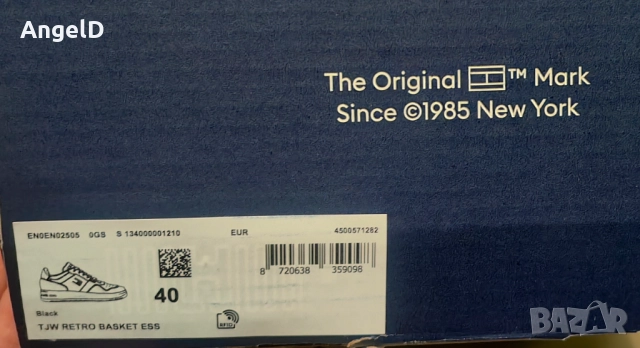 AngelD
The Original ™ Mark
Since ©1985 New York
EN0EN02505 0GS S 134000001210 EUR 4500571282
40
8 720638 359098
Black
TJW RETRO BASKET ESS
RFID
BAZAR